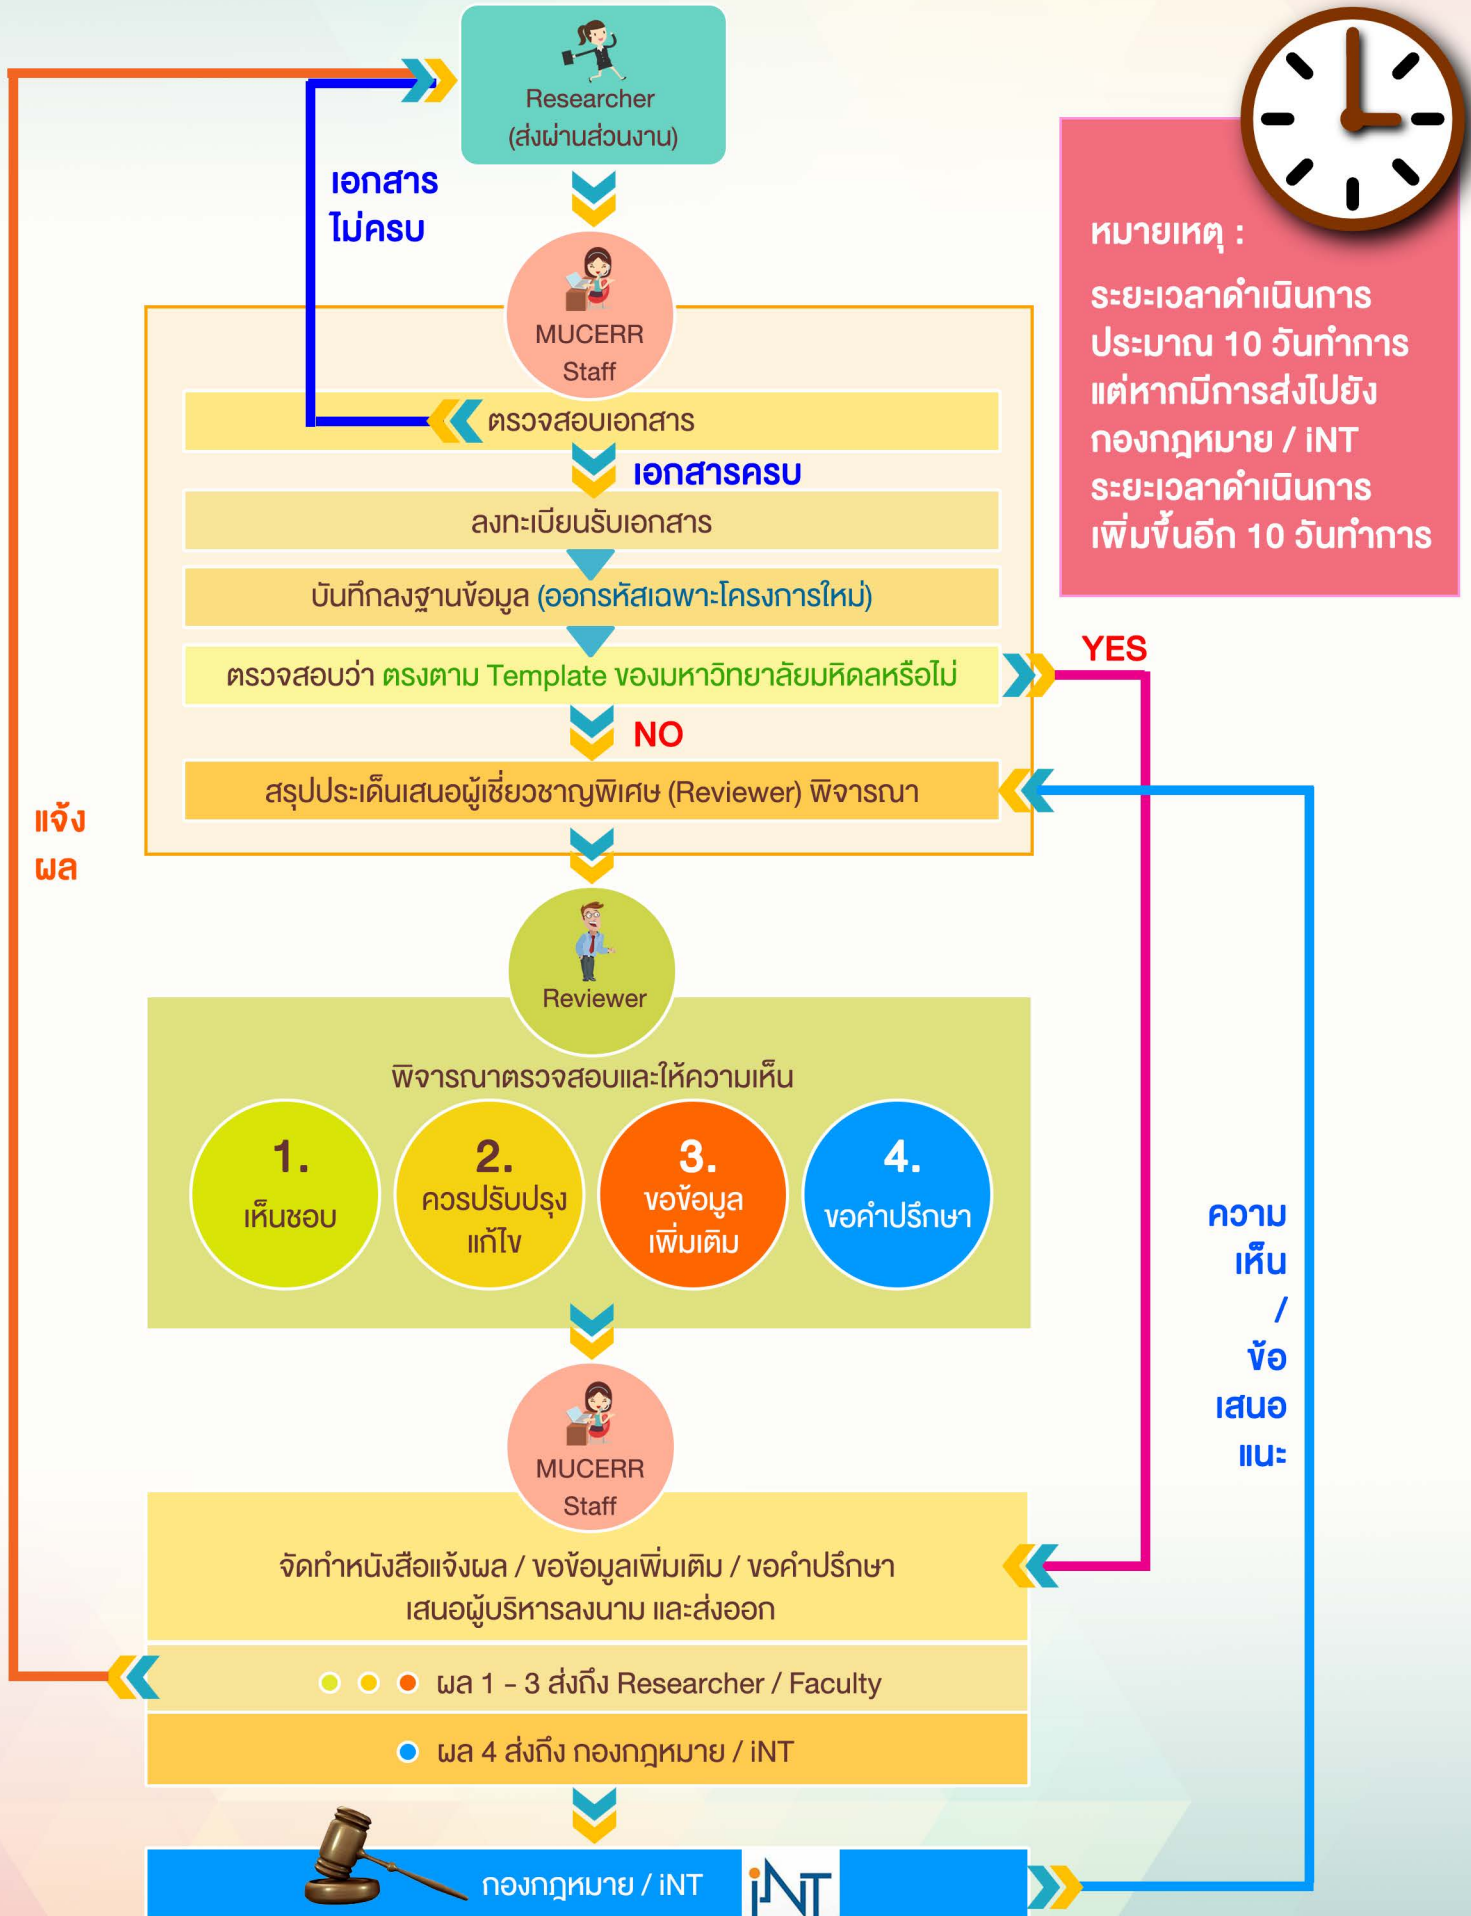 Researcher
(ส่งผ่านส่วนงาน)
เอกสาร
ไม่ครบ
MUCERR
Staff
ตรวจสอบเอกสาร
เอกสารครบ
ลงทะเบียนรับเอกสาร
บันทึกลงฐานข้อมูล (ออกรหัสเฉพาะโครงการใหม่)
ตรวจสอบว่า ตรงตาม Template ของมหาวิทยาลัยมหิดลหรือไม่
YES
NO
สรุปประเด็นเสนอผู้เชี่ยวชาญพิเศษ (Reviewer) พิจารณา
หมายเหตุ :
ระยะเวลาดำเนินการ
ประมาณ 10 วันทำการ
แต่หากมีการส่งไปยัง
กองกฎหมาย / iNT
ระยะเวลาดำเนินการ
เพิ่มขึ้นอีก 10 วันทำการ
แจ้ง
ผล
Reviewer
พิจารณาตรวจสอบและให้ความเห็น
1.
เห็นชอบ
2.
ควรปรับปรุง
แก้ไข
3.
ขอข้อมูล
เพิ่มเติม
4.
ขอคำปรึกษา
ความ
เห็น
/
ข้อ
เสนอ
แนะ
MUCERR
Staff
จัดทำหนังสือแจ้งผล / ขอข้อมูลเพิ่มเติม / ขอคำปรึกษา
เสนอผู้บริหารลงนาม และส่งออก
ผล 1 - 3 ส่งถึง Researcher / Faculty
ผล 4 ส่งถึง กองกฎหมาย / iNT
กองกฎหมาย / iNT
iNT